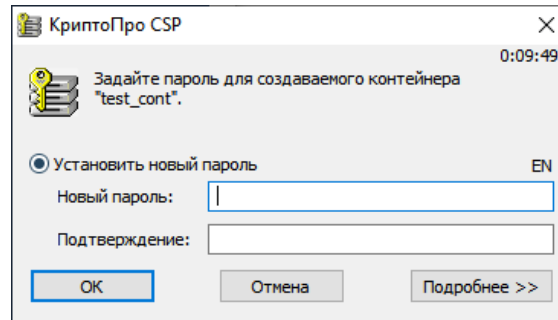 КриптоПро CSP
0:09:49
Задайте пароль для создаваемого контейнера
"test_cont".
Установить новый пароль
EN
Новый пароль:
Подтверждение:
OK
Отмена
Подробнее >>